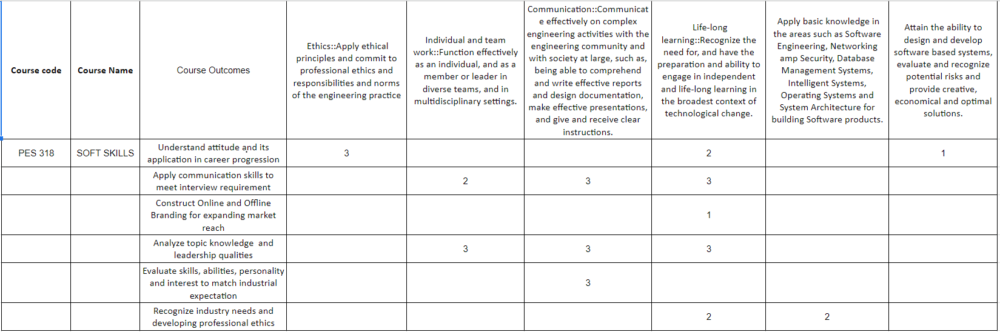 Course code
Course Name
Course Outcomes
Ethics::Apply ethical
principles and commit to
professional ethics and
responsibilities and norms
of the engineering practice
Individual and team
work::Function effectively
as an individual, and as a
member or leader in
diverse teams, and in
multidisciplinary settings.
Communication::Communicat
e effectively on complex
engineering activities with the
engineering community and
with society at large, such as,
being able to comprehend
and write effective reports
and design documentation,
make effective presentations,
and give and receive clear
instructions.
Life-long
learning::Recognize the
need for, and have the
preparation and ability to
engage in independent
and life-long learning in
the broadest context of
technological change.
Apply basic knowledge in
the areas such as Software
Engineering, Networking
amp Security, Database
Management Systems,
Intelligent Systems,
Operating Systems and
System Architecture for
building Software products.
Attain the ability to
design and develop
software based systems,
evaluate and recognize
potential risks and
provide creative,
economical and optimal
solutions.
PES 318
SOFT SKILLS
Understand attitude and its
application in career progression
3
2
1
Apply communication skills to
meet interview requirement
2
3
3
Construct Online and Offline
Branding for expanding market
reach
1
Analyze topic knowledge and
leadership qualities
3
3
3
Evaluate skills, abilities, personality
and interest to match industrial
expectation
3
Recognize industry needs and
developing professional ethics
2
2